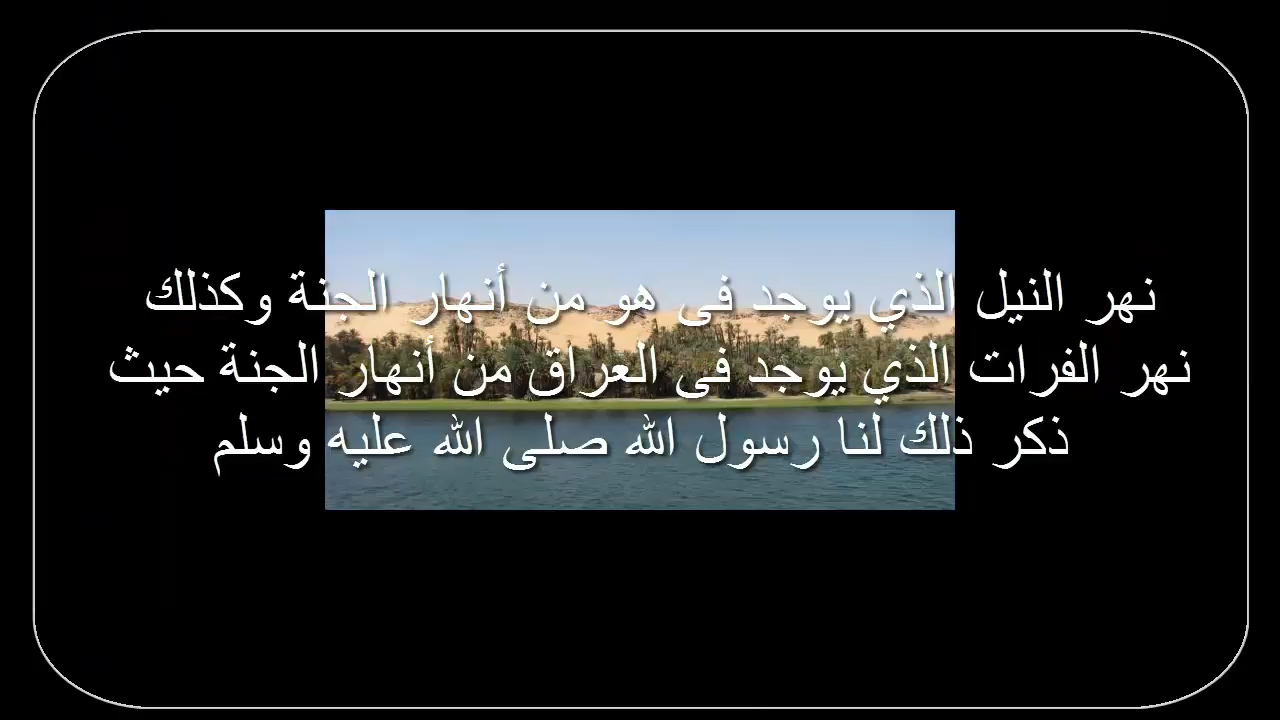 نهر النيل الذي يوجد فى هو من أنهار الجنة وكذلك
نهر الفرات الذي يوجد فى العراق من أنهار الجنة حيث
ذكر ذلك لنا رسول الله صلى الله عليه وسلم